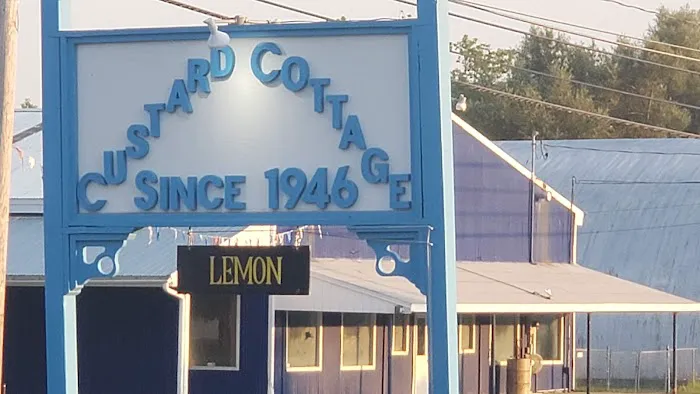 CUSTARD COTTAGE
SINCE 1946
LEMON